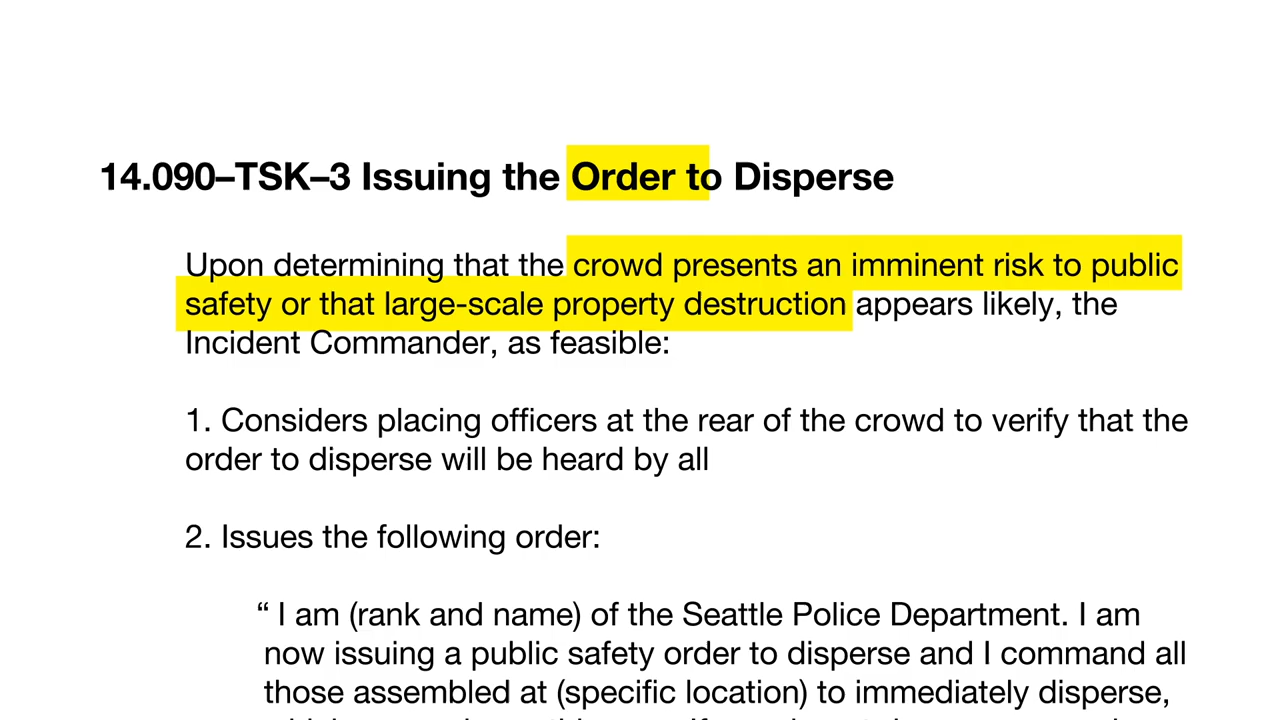 14.090–TSK–3 Issuing the Order to Disperse
Upon determining that the crowd presents an imminent risk to public
safety or that large-scale property destruction appears likely, the
Incident Commander, as feasible:
1. Considers placing officers at the rear of the crowd to verify that the
order to disperse will be heard by all
2. Issues the following order:
“ I am (rank and name) of the Seattle Police Department. I am
now issuing a public safety order to disperse and I command all
those assembled at (specific location) to immediately disperse,